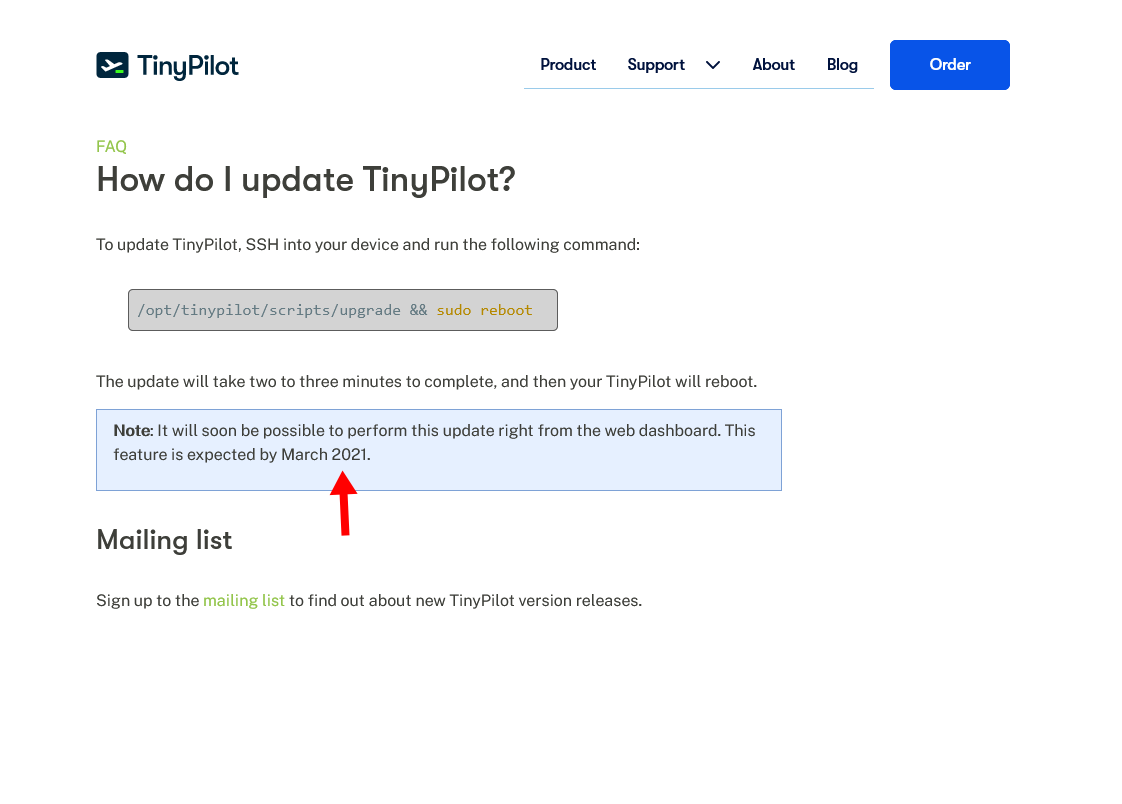 TinyPilot
Product
Support
About
Blog
Order
FAQ
How do I update TinyPilot?
To update TinyPilot, SSH into your device and run the following command:
/opt/tinypilot/scripts/upgrade && sudo reboot
The update will take two to three minutes to complete, and then your TinyPilot will reboot.
Note: It will soon be possible to perform this update right from the web dashboard. This
feature is expected by March 2021.
Mailing list
Sign up to the mailing list to find out about new TinyPilot version releases.